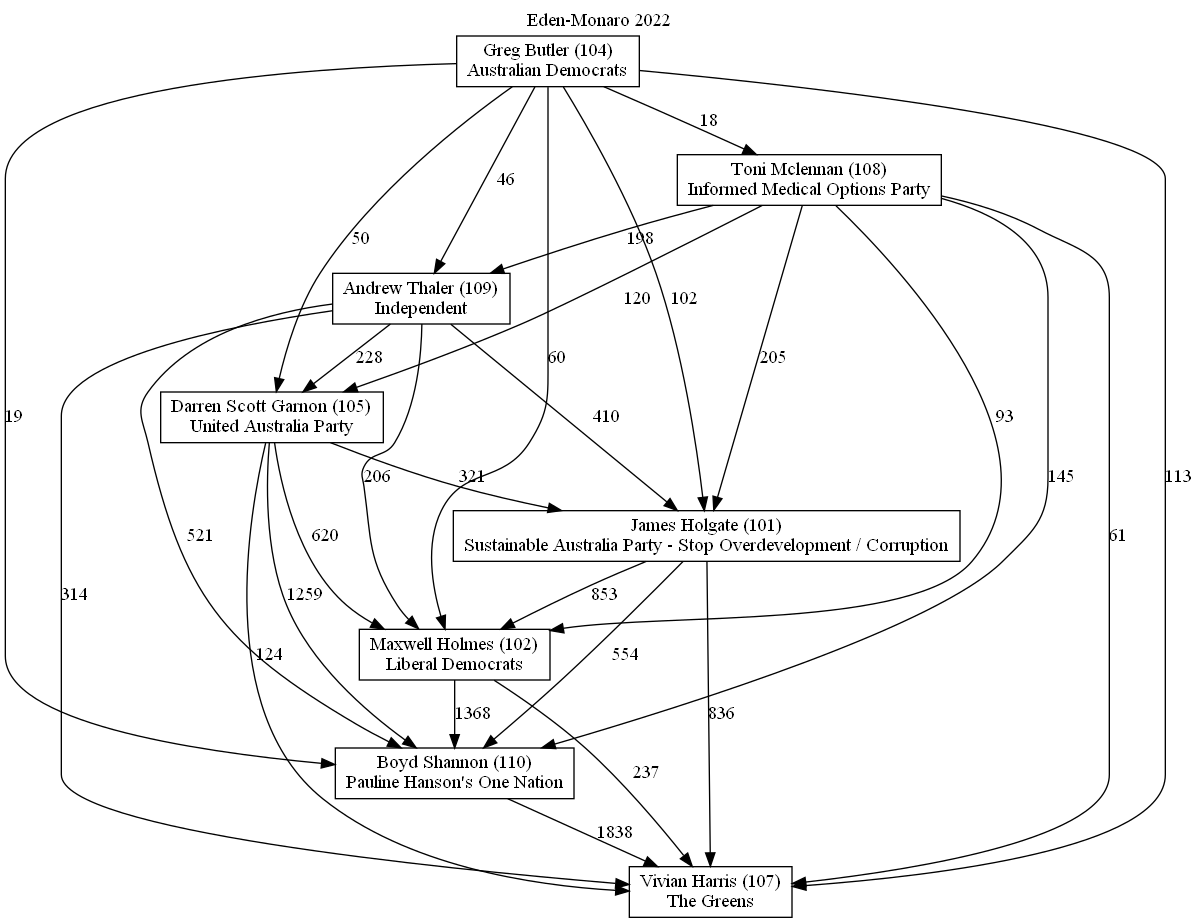 Eden-Monaro 2022
Greg Butler (104)
Australian Democrats
18
Toni Mclennan (108)
Informed Medical Options Party
46
50
198
Andrew Thaler (109)
Independent
120
102
228
60
205
Darren Scott Garnon (105)
United Australia Party
19
410
93
206
321
145
113
James Holgate (101)
Sustainable Australia Party - Stop Overdevelopment / Corruption
521
620
61
314
1259
853
Maxwell Holmes (102)
Liberal Democrats
124
554
1368
836
Boyd Shannon (110)
Pauline Hanson's One Nation
237
1838
Vivian Harris (107)
The Greens